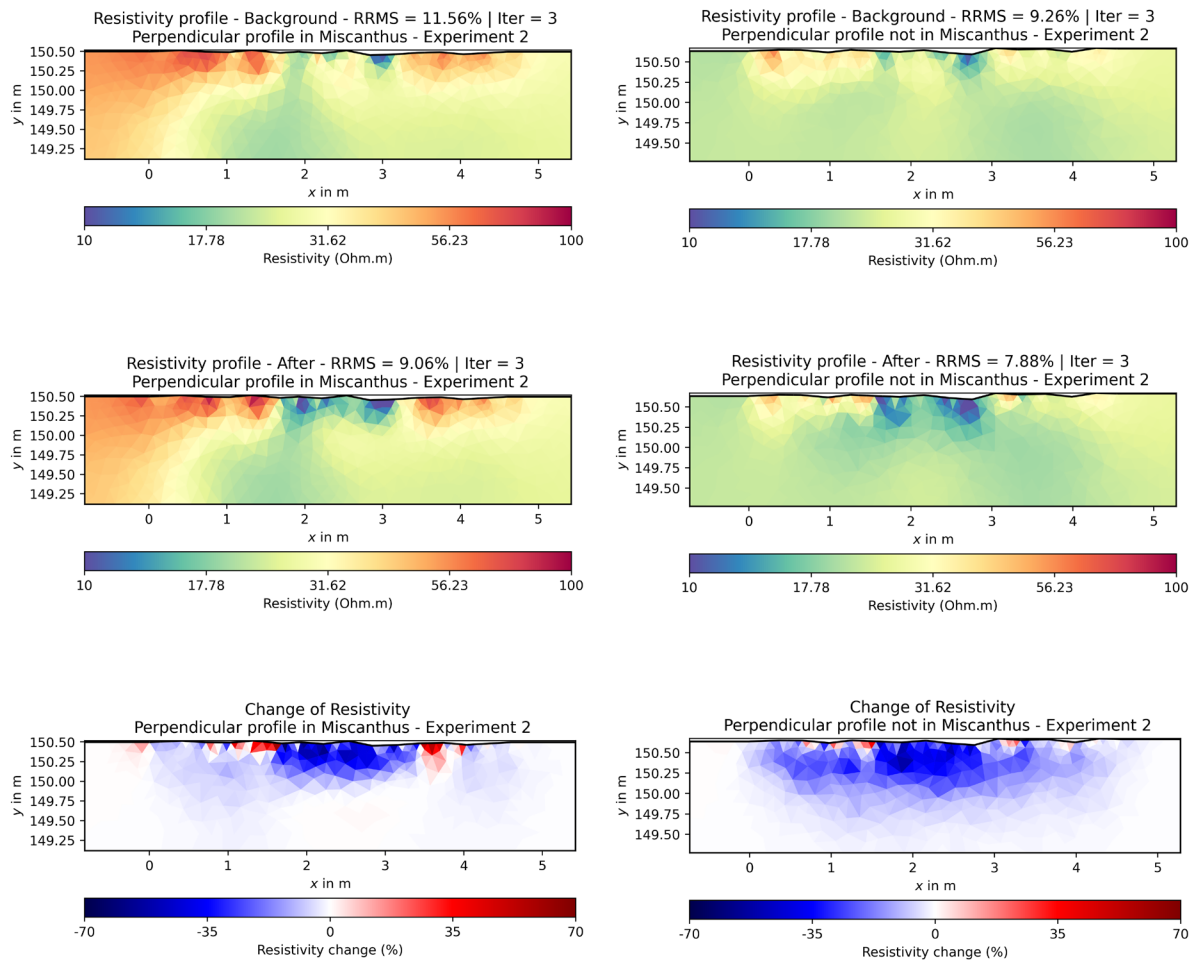 Resistivity profile - Background - RRMS = 11.56% | Iter = 3
Perpendicular profile in Miscanthus - Experiment 2
150.50
150.25
150.00
149.75
149.50
149.25
y in m
0 1 2 3 4 5
x in m
10 17.78 31.62 56.23 100
Resistivity (Ohm.m)
Resistivity profile - Background - RRMS = 9.26% | Iter = 3
Perpendicular profile not in Miscanthus - Experiment 2
150.50
150.25
150.00
149.75
149.50
y in m
0 1 2 3 4 5
x in m
10 17.78 31.62 56.23 100
Resistivity (Ohm.m)
Resistivity profile - After - RRMS = 9.06% | Iter = 3
Perpendicular profile in Miscanthus - Experiment 2
150.50
150.25
150.00
149.75
149.50
149.25
y in m
0 1 2 3 4 5
x in m
10 17.78 31.62 56.23 100
Resistivity (Ohm.m)
Resistivity profile - After - RRMS = 7.88% | Iter = 3
Perpendicular profile not in Miscanthus - Experiment 2
150.50
150.25
150.00
149.75
149.50
y in m
0 1 2 3 4 5
x in m
10 17.78 31.62 56.23 100
Resistivity (Ohm.m)
Change of Resistivity
Perpendicular profile in Miscanthus - Experiment 2
150.50
150.25
150.00
149.75
149.50
149.25
y in m
0 1 2 3 4 5
x in m
-70 -35 0 35 70
Resistivity change (%)
Change of Resistivity
Perpendicular profile not in Miscanthus - Experiment 2
150.50
150.25
150.00
149.75
149.50
y in m
0 1 2 3 4 5
x in m
-70 -35 0 35 70
Resistivity change (%)